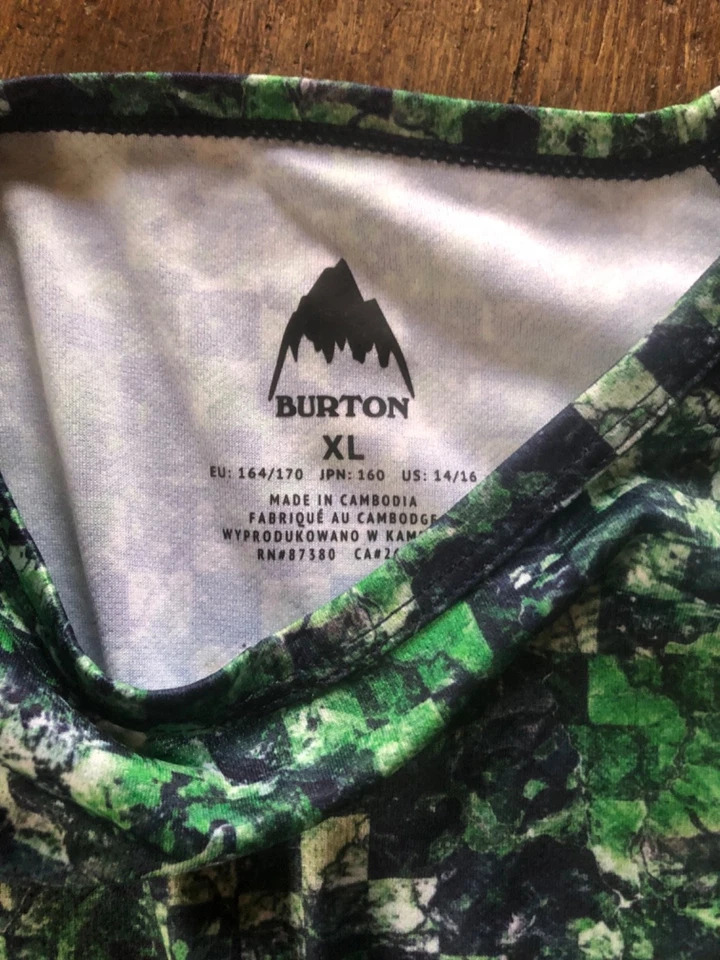 BURTON
XL
EU: 164/170 JPN: 160 US: 14/16
MADE IN CAMBODIA
FABRIQUÉ AU CAMBODGE
WYPRODUKOWANO W
RN#87380